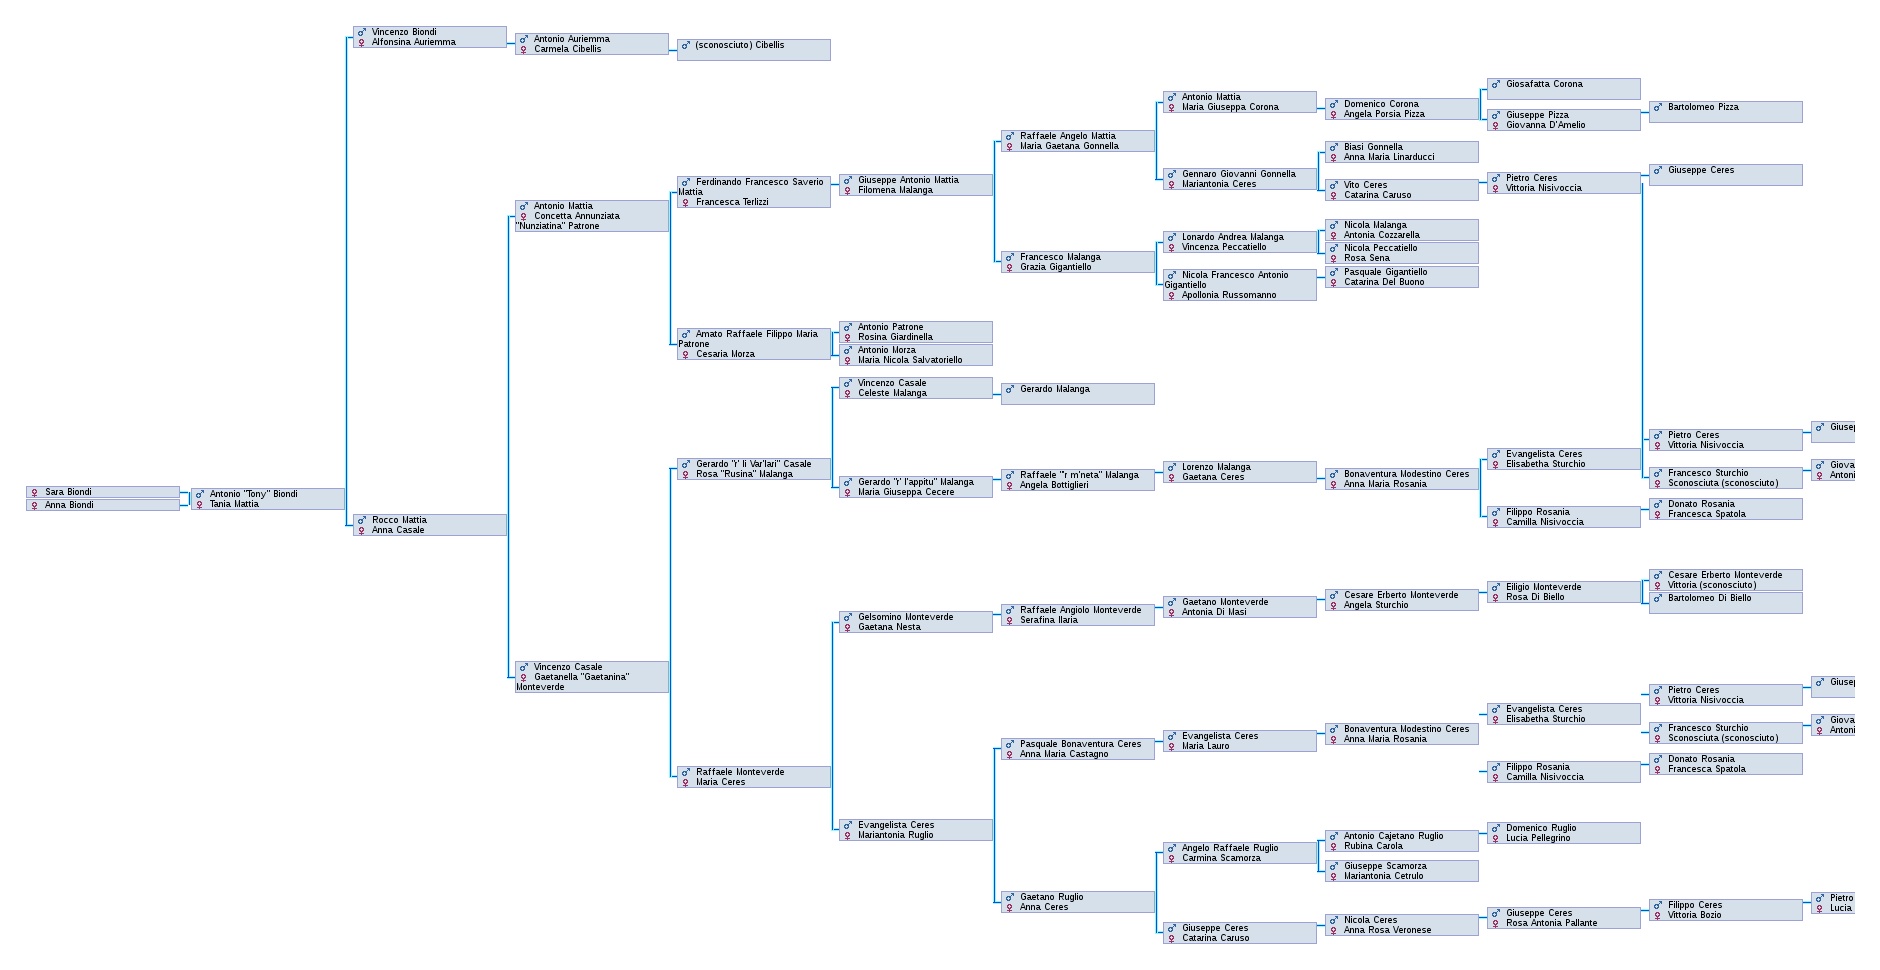 Sara Biondi
Anna Biondi
Antonio "Tony" Biondi
Tania Mattia
Vincenzo Biondi
Alfonsina Auriemma
Rocco Mattia
Anna Casale
Antonio Auriemma
Carmela Cibellis
Antonio Mattia
Concetta Annunziata
"Nunziatina" Patrone
Vincenzo Casale
Gaetanella "Gaetanina"
Monteverde
(sconosciuto) Cibellis
Ferdinando Francesco Saverio
Mattia
Francesca Terlizzi
Amato Raffaele Filippo Maria
Patrone
Cesaria Morza
Gerardo "r' li Var'lari" Casale
Rosa "Rusina" Malanga
Raffaele Monteverde
Maria Ceres
Giuseppe Antonio Mattia
Filomena Malanga
Antonio Patrone
Rosina Giardinella
Antonio Morza
Maria Nicola Salvatoriello
Vincenzo Casale
Celeste Malanga
Gerardo "r' l'appitu" Malanga
Maria Giuseppa Cecere
Gelsomino Monteverde
Gaetana Nesta
Evangelista Ceres
Mariantonia Ruglio
Raffaele Angelo Mattia
Maria Gaetana Gonnella
Francesco Malanga
Grazia Gigantiello
Gerardo Malanga
Raffaele "'r m'neta" Malanga
Angela Bottiglieri
Raffaele Angiolo Monteverde
Serafina Ilaria
Pasquale Bonaventura Ceres
Anna Maria Castagno
Gaetano Ruglio
Anna Ceres
Antonio Mattia
Maria Giuseppa Corona
Gennaro Giovanni Gonnella
Mariantonia Ceres
Lonardo Andrea Malanga
Vincenza Peccatiello
Nicola Francesco Antonio
Gigantiello
Apollonia Russomanno
Lorenzo Malanga
Gaetana Ceres
Gaetano Monteverde
Antonia Di Masi
Evangelista Ceres
Maria Lauro
Angelo Raffaele Ruglio
Carmina Scamorza
Giuseppe Ceres
Catarina Caruso
Domenico Corona
Angela Porsia Pizza
Biasi Gonnella
Anna Maria Linarducci
Vito Ceres
Catarina Caruso
Nicola Malanga
Antonia Cozzarella
Nicola Peccatiello
Rosa Sena
Pasquale Gigantiello
Catarina Del Buono
Bonaventura Modestino Ceres
Anna Maria Rosania
Cesare Erberto Monteverde
Angela Sturchio
Bonaventura Modestino Ceres
Anna Maria Rosania
Antonio Cajetano Ruglio
Rubina Carola
Giuseppe Scamorza
Mariantonia Cetrulo
Nicola Ceres
Anna Rosa Veronese
Giosafatta Corona
Giuseppe Pizza
Giovanna D'Amelio
Pietro Ceres
Vittoria Nisivoccia
Evangelista Ceres
Elisabetha Sturchio
Filippo Rosania
Camilla Nisivoccia
Eiligio Monteverde
Rosa Di Biello
Evangelista Ceres
Elisabetha Sturchio
Filippo Rosania
Camilla Nisivoccia
Domenico Ruglio
Lucia Pellegrino
Giuseppe Ceres
Rosa Antonia Pallante
Bartolomeo Pizza
Giuseppe Ceres
Pietro Ceres
Vittoria Nisivoccia
Francesco Sturchio
Sconosciuta (sconosciuto)
Donato Rosania
Francesca Spatola
Cesare Erberto Monteverde
Vittoria (sconosciuto)
Bartolomeo Di Biello
Pietro Ceres
Vittoria Nisivoccia
Francesco Sturchio
Sconosciuta (sconosciuto)
Donato Rosania
Francesca Spatola
Filippo Ceres
Vittoria Bozio
Pietro
Lucia